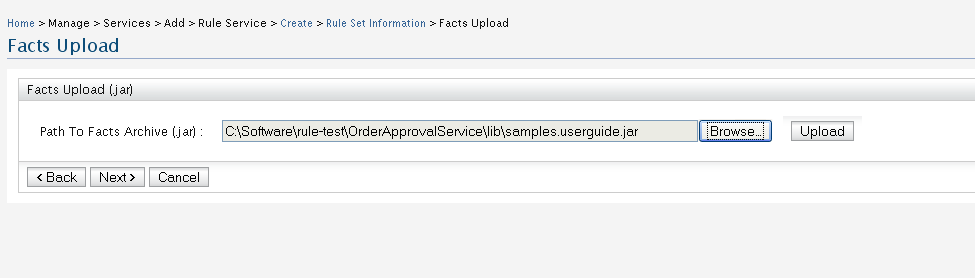 Home > Manage > Services > Add > Rule Service > Create > Rule Set Information > Facts Upload
Facts Upload
Facts Upload (.jar)
Path To Facts Archive (.jar) : C:\Software\rule-test\OrderApprovalService\lib\samples.userguide.jar Browse... Upload
< Back Next > Cancel